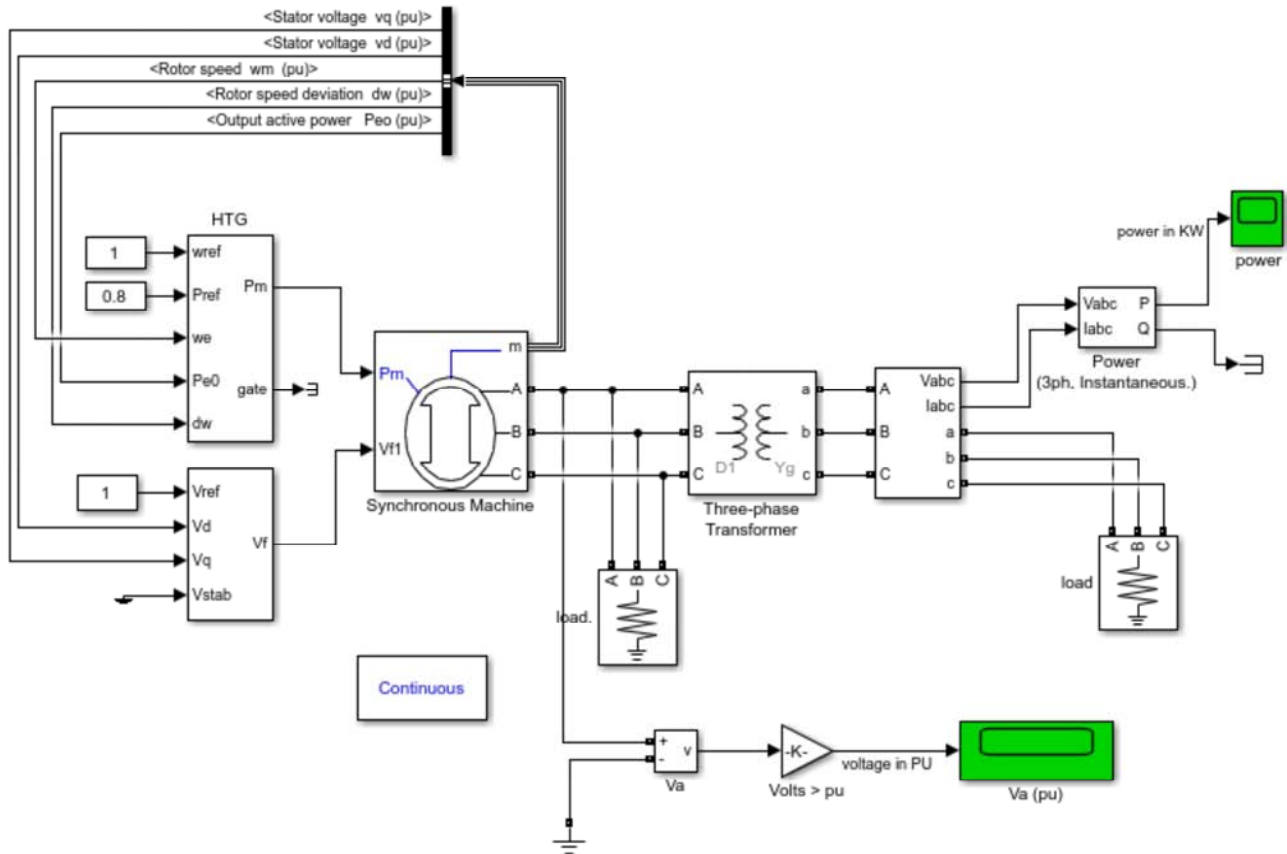 <Stator voltage vq (pu)>
<Stator voltage vd (pu)>
<Rotor speed wm (pu)>
<Rotor speed deviation dw (pu)>
<Output active power Peo (pu)>
HTG
1
wref
0.8
Pref
Pm
we
Pe0
gate
dw
1
Vref
Vd
Vf
Vq
Vstab
Pm
m
A
B
Vf1
C
Synchronous Machine
A
a
B
b
C
c
D1
Yg
Three-phase
Transformer
A
B
C
Vabc
Iabc
a
b
c
Vabc
P
Iabc
Q
Power
(3ph. Instantaneous.)
power in KW
power
A B C
load
A B C
load.
Continuous
+
-
v
Va
-K-
Volts > pu
voltage in PU
Va (pu)